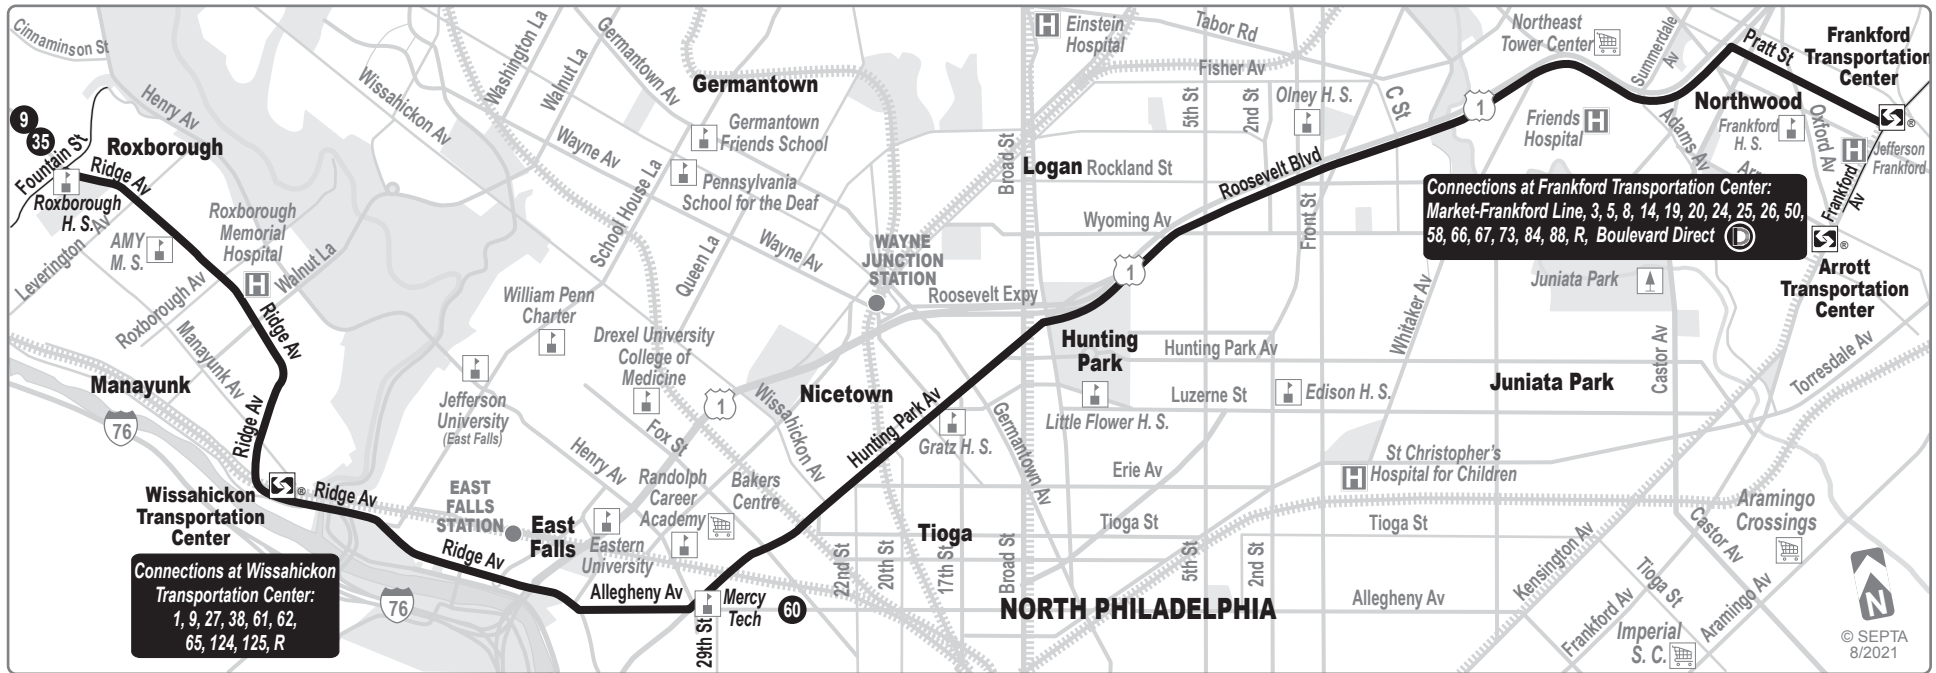 Cinnaminson St
Henry Av
9
35
Fountain St
Roxborough
Ridge Av
Roxborough
H. S.
Leverington Av
AMY
M. S.
Roxborough
Memorial
Hospital
H
Walnut La
Roxborough Av
Ridge Av
Manayunk Av
Manayunk
76
Ridge Av
Wissahickon
Transportation
Center
®
Ridge Av
Connections at Wissahickon
Transportation Center:
1, 9, 27, 38, 61, 62,
65, 124, 125, R
Wissahickon Av
Washington La
Walnut La
Germantown Av
Germantown
Wayne Av
Germantown
Friends School
Pennsylvania
School for the Deaf
School House La
Queen La
Wayne Av
WAYNE
JUNCTION
STATION
Roosevelt Expy
William Penn
Charter
Drexel University
College of
Medicine
Jefferson
University
(East Falls)
1
Wissahickon Av
Nicetown
Hunting Park Av
Gratz H. S.
Fox St
Henry Av
EAST
FALLS
STATION
East
Falls
Randolph
Career
Academy
Bakers
Centre
Eastern
University
Ridge Av
76
Allegheny Av
29th St
Mercy
Tech
60
22nd St
20th St
17th St
Tioga
Broad St
NORTH PHILADELPHIA
H
Einstein
Hospital
Tabor Rd
Fisher Av
Broad St
5th St
2nd St
Olney H. S.
C St
Logan
Rockland St
Wyoming Av
Roosevelt Blvd
Front St
1
1
Hunting
Park
Hunting Park Av
Luzerne St
Little Flower H. S.
Edison H. S.
Germantown Av
Erie Av
St Christopher's
Hospital for Children
H
Tioga St
Tioga St
5th St
2nd St
Allegheny Av
Northeast
Tower Center
Summerdale
Av
Pratt St
Frankford
Transportation
Center
®
Friends
Hospital
H
Northwood
Adams Av
Frankford
H. S.
Oxford Av
H
Jefferson
Frankford
Frankford
Av
Connections at Frankford Transportation Center:
Market-Frankford Line, 3, 5, 8, 14, 19, 20, 24, 25, 26, 50,
58, 66, 67, 73, 84, 88, R, Boulevard Direct D
®
Arrott
Transportation
Center
Juniata Park
Whitaker Av
Castor Av
Juniata Park
Torresdale Av
Aramingo
Crossings
Castor Av
Kensington Av
Tioga St
Frankford Av
Aramingo Av
Imperial
S. C.
N
© SEPTA
8/2021